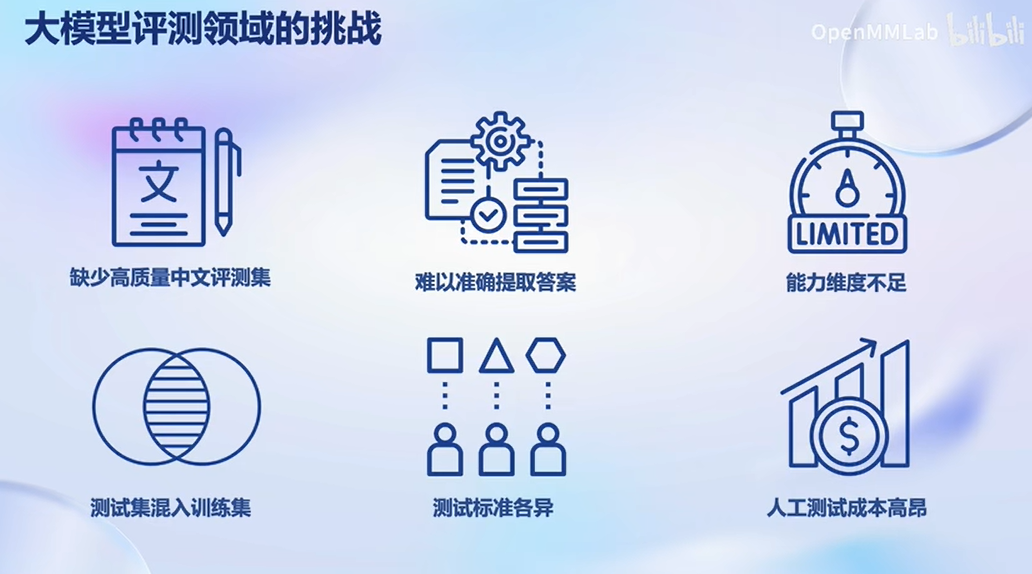 大模型评测领域的挑战
OpenMMLab bilibili
文
LIMITED
缺少高质量中文评测集
难以准确提取答案
能力维度不足
$
测试集混入训练集
测试标准各异
人工测试成本高昂